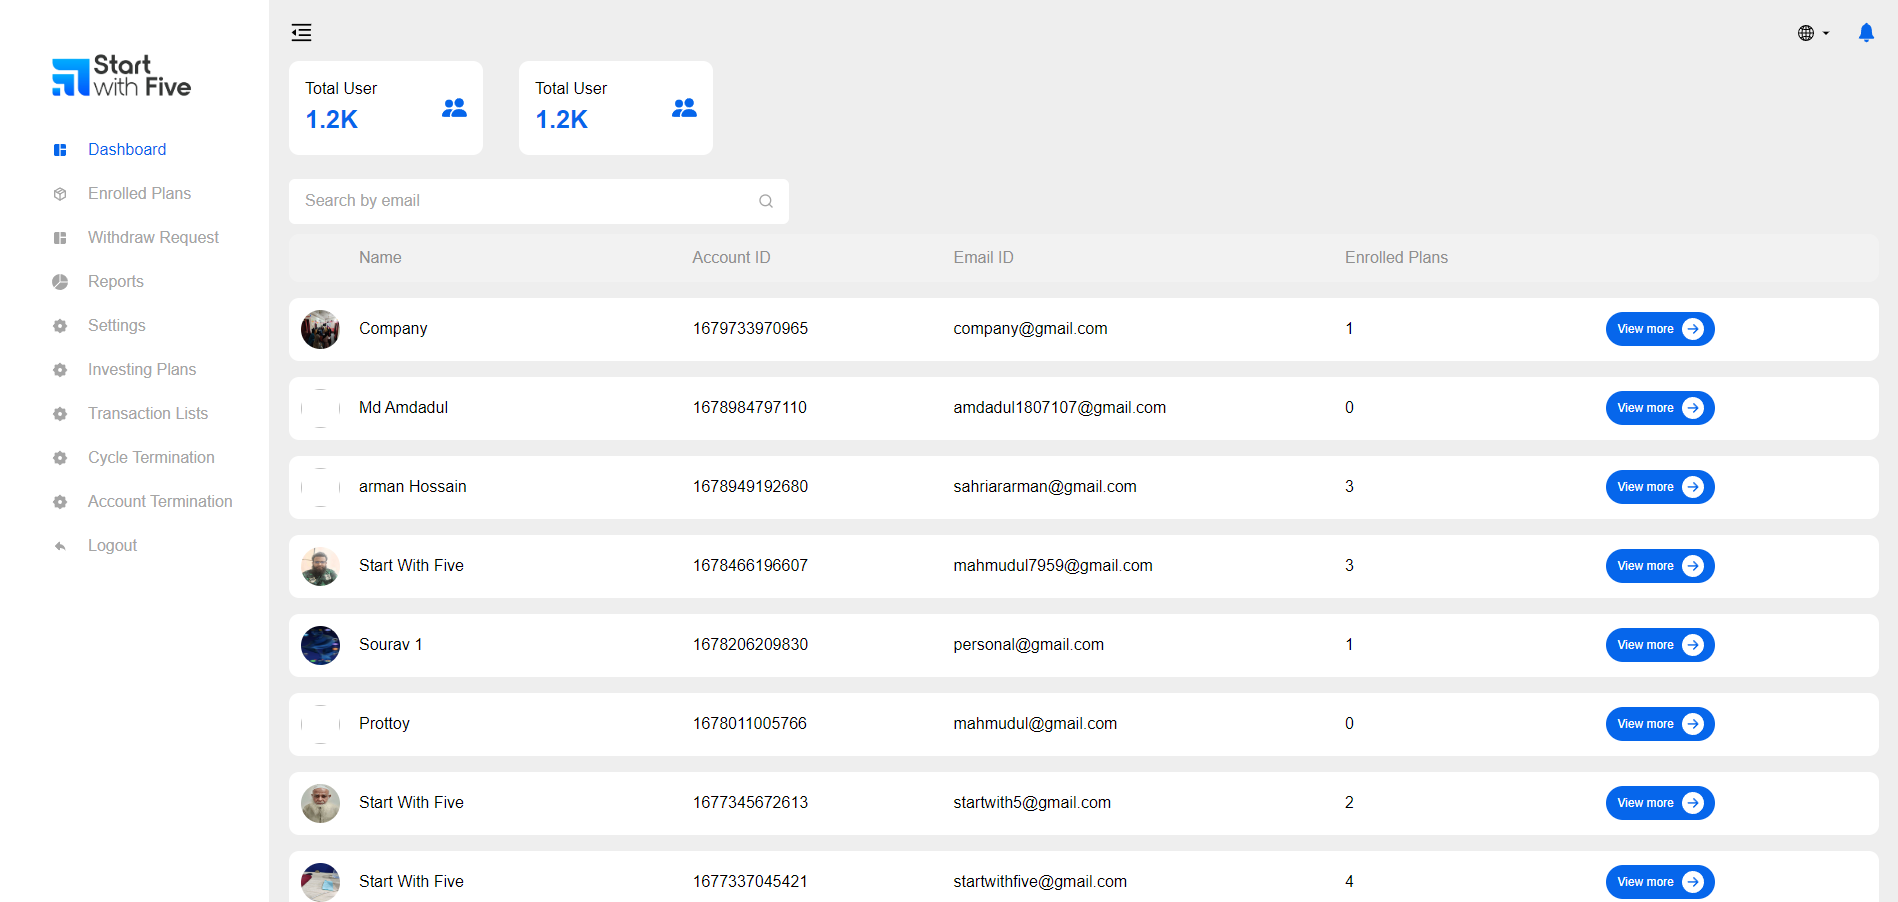 Start
with Five
Dashboard
Enrolled Plans
Withdraw Request
Reports
Settings
Investing Plans
Transaction Lists
Cycle Termination
Account Termination
Logout
Total User
1.2K
Total User
1.2K
Search by email
Name Account ID Email ID Enrolled Plans
Company 1679733970965 company@gmail.com 1 View more
Md Amdadul 1678984797110 amdadul1807107@gmail.com 0 View more
arman Hossain 1678949192680 sahriararman@gmail.com 3 View more
Start With Five 1678466196607 mahmudul7959@gmail.com 3 View more
Sourav 1 1678206209830 personal@gmail.com 1 View more
Prottoy 1678011005766 mahmudul@gmail.com 0 View more
Start With Five 1677345672613 startwith5@gmail.com 2 View more
Start With Five 1677337045421 startwithfive@gmail.com 4 View more